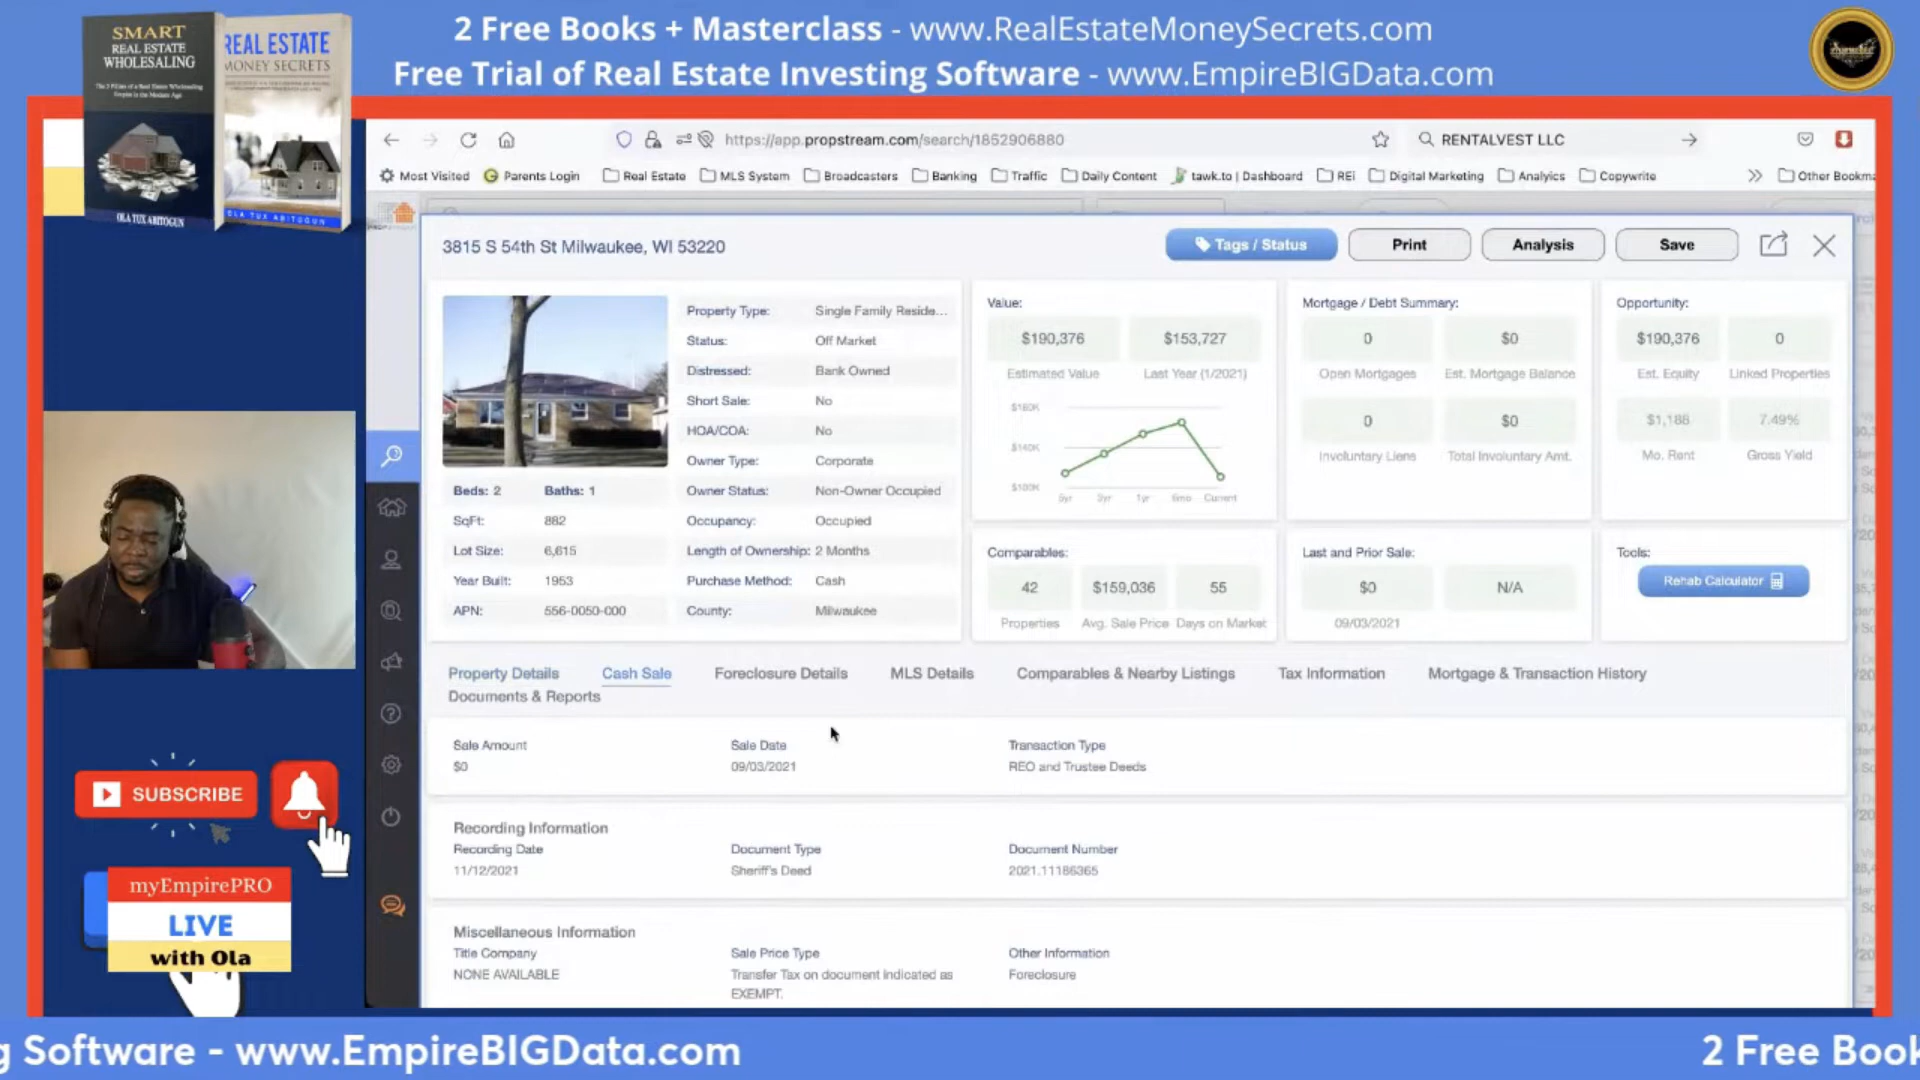 2 Free Books + Masterclass - www.RealEstateMoneySecrets.com
Free Trial of Real Estate Investing Software - www.EmpireBIGData.com
SMART
REAL ESTATE
WHOLESALING
OLA TUX ABITOGUN
REAL ESTATE
MONEY SECRETS
OLA TUX ABITOGUN
https://app.propstream.com/search/1852906880
RENTALVEST LLC
Most Visited
Parents Login
Real Estate
MLS System
Broadcasters
Banking
Traffic
Daily Content
tawk.to | Dashboard
REI
Digital Marketing
Analyics
Copywrite
Other Bookma
3815 S 54th St Milwaukee, WI 53220
Tags / Status
Print
Analysis
Save
Property Type: Single Family Reside...
Status: Off Market
Distressed: Bank Owned
Short Sale: No
HOA/COA: No
Owner Type: Corporate
Owner Status: Non-Owner Occupied
Occupancy: Occupied
Length of Ownership: 2 Months
Purchase Method: Cash
County: Milwaukee
Beds: 2 Baths: 1
SqFt: 882
Lot Size: 6,615
Year Built: 1953
APN: 556-0050-000
Value:
$190,376 $153,727
Estimated Value Last Year (1/2021)
$180K
$140K
$100K
1yr 6mo Current
Mortgage / Debt Summary:
0 $0
Open Mortgages Est. Mortgage Balance
0 $0
Involuntary Liens Total Involuntary Amt.
Opportunity:
$190,376 0
Est. Equity Linked Properties
$1,188 7.49%
Mo. Rent Gross Yield
Comparables:
42 $159,036 55
Properties Avg. Sale Price Days on Market
Last and Prior Sale:
$0 N/A
09/03/2021
Tools:
Rehab Calculator
Property Details
Cash Sale
Foreclosure Details
MLS Details
Comparables & Nearby Listings
Tax Information
Mortgage & Transaction History
Documents & Reports
Sale Amount Sale Date Transaction Type
$0 09/03/2021 REO and Trustee Deeds
Recording Information
Recording Date Document Type Document Number
11/12/2021 Sheriff's Deed 2021.11186365
Miscellaneous Information
Title Company Sale Price Type Other Information
NONE AVAILABLE Transfer Tax on document indicated as Foreclosure
EXEMPT.
SUBSCRIBE
myEmpirePRO
LIVE
with Ola
g Software - www.EmpireBIGData.com
2 Free Book